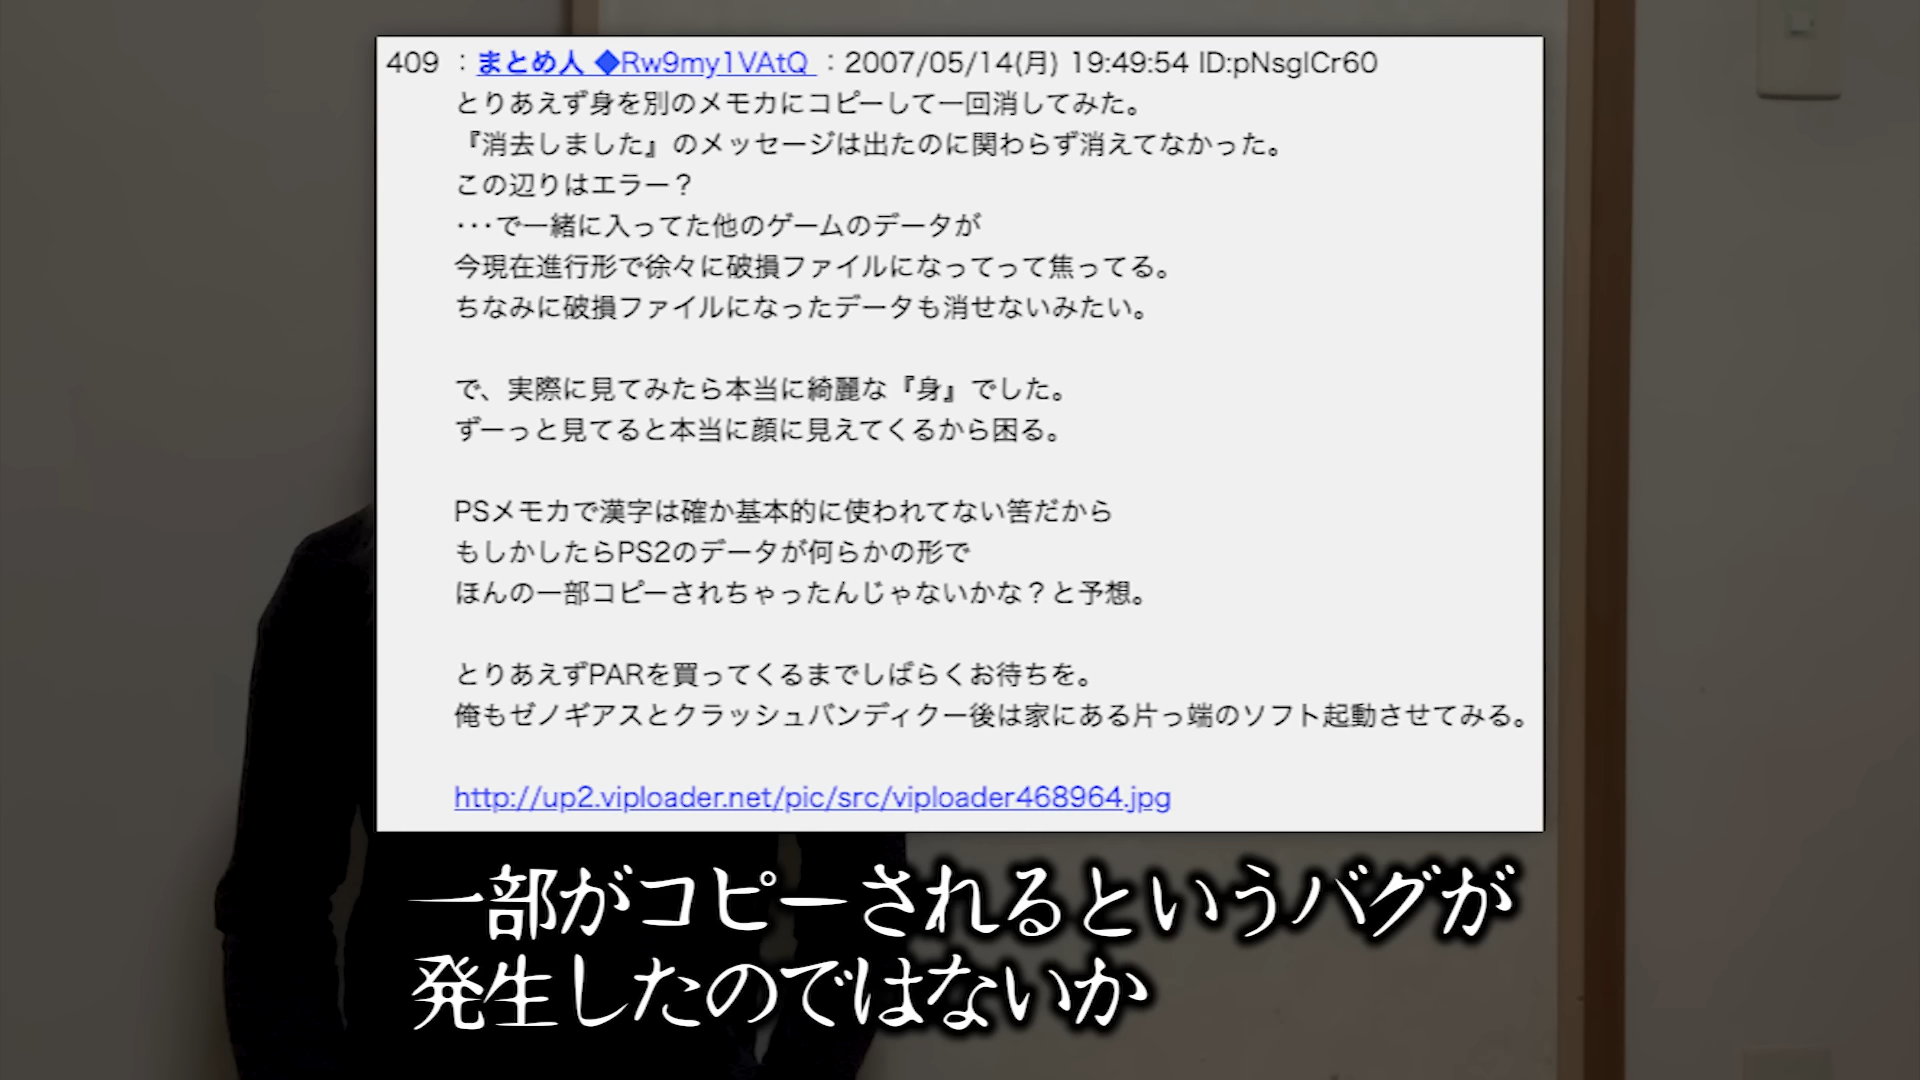 409 ：まとめ人 ◆Rw9my1VAtQ ：2007/05/14(月) 19:49:54 ID:pNsglCr60
とりあえず身を別のメモカにコピーして一回消してみた。
『消去しました』のメッセージは出たのに関わらず消えてなかった。
この辺りはエラー？
･･･で一緒に入ってた他のゲームのデータが
今現在進行形で徐々に破損ファイルになってって焦ってる。
ちなみに破損ファイルになったデータも消せないみたい。
で、実際に見てみたら本当に綺麗な『身』でした。
ずーっと見てると本当に顔に見えてくるから困る。
PSメモカで漢字は確か基本的に使われてない筈だから
もしかしたらPS2のデータが何らかの形で
ほんの一部コピーされちゃったんじゃないかな？と予想。
とりあえずPARを買ってくるまでしばらくお待ちを。
俺もゼノギアスとクラッシュバンディクー後は家にある片っ端のソフト起動させてみる。
http://up2.viploader.net/pic/src/viploader468964.jpg
一部がコピーされるというバグが
発生したのではないか